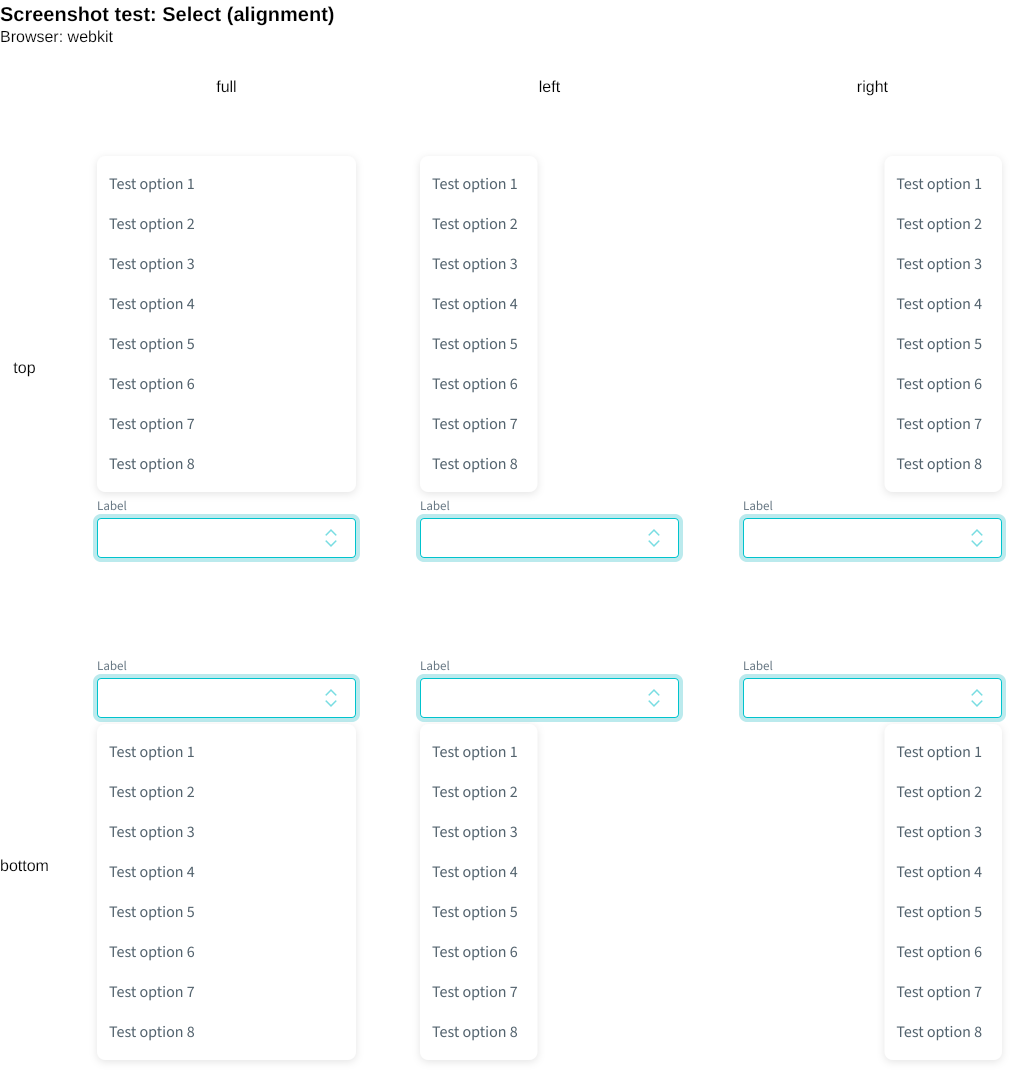 Screenshot test: Select (alignment)
Browser: webkit
full left right
top
Test option 1 Test option 1 Test option 1
Test option 2 Test option 2 Test option 2
Test option 3 Test option 3 Test option 3
Test option 4 Test option 4 Test option 4
Test option 5 Test option 5 Test option 5
Test option 6 Test option 6 Test option 6
Test option 7 Test option 7 Test option 7
Test option 8 Test option 8 Test option 8
Label Label Label
bottom
Label Label Label
Test option 1 Test option 1 Test option 1
Test option 2 Test option 2 Test option 2
Test option 3 Test option 3 Test option 3
Test option 4 Test option 4 Test option 4
Test option 5 Test option 5 Test option 5
Test option 6 Test option 6 Test option 6
Test option 7 Test option 7 Test option 7
Test option 8 Test option 8 Test option 8